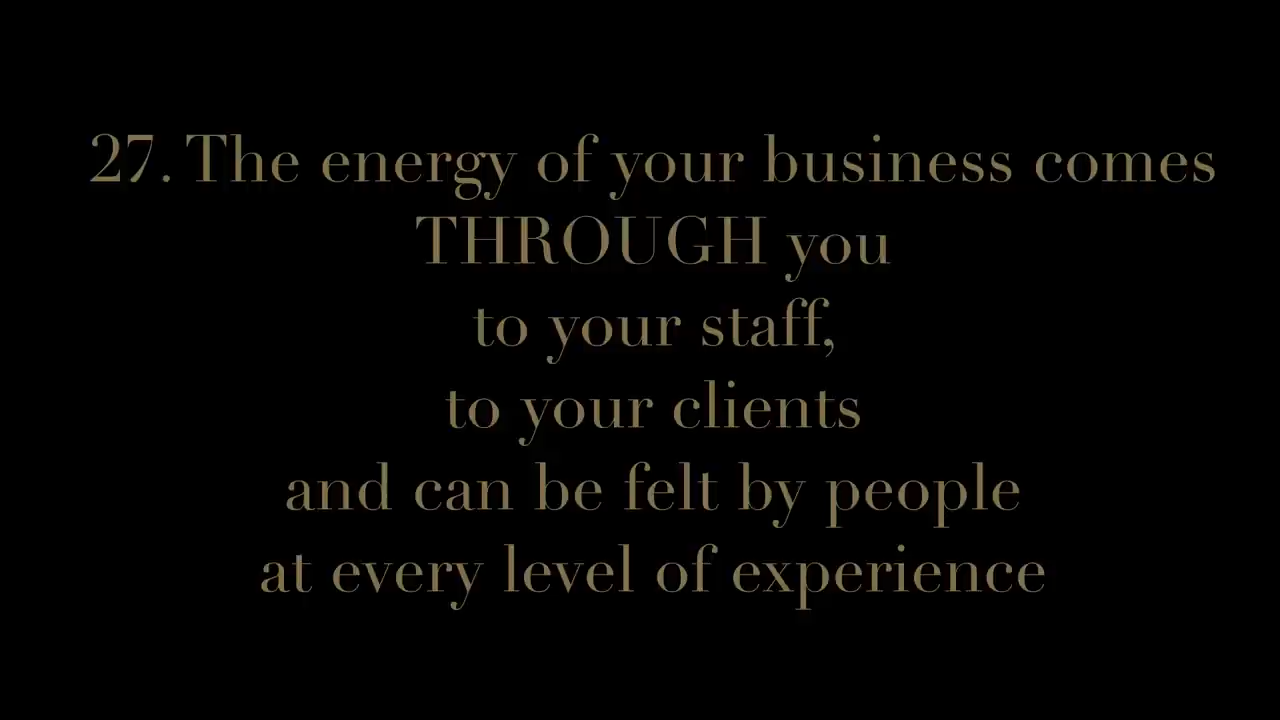 27. The energy of your business comes
THROUGH you
to your staff,
to your clients
and can be felt by people
at every level of experience